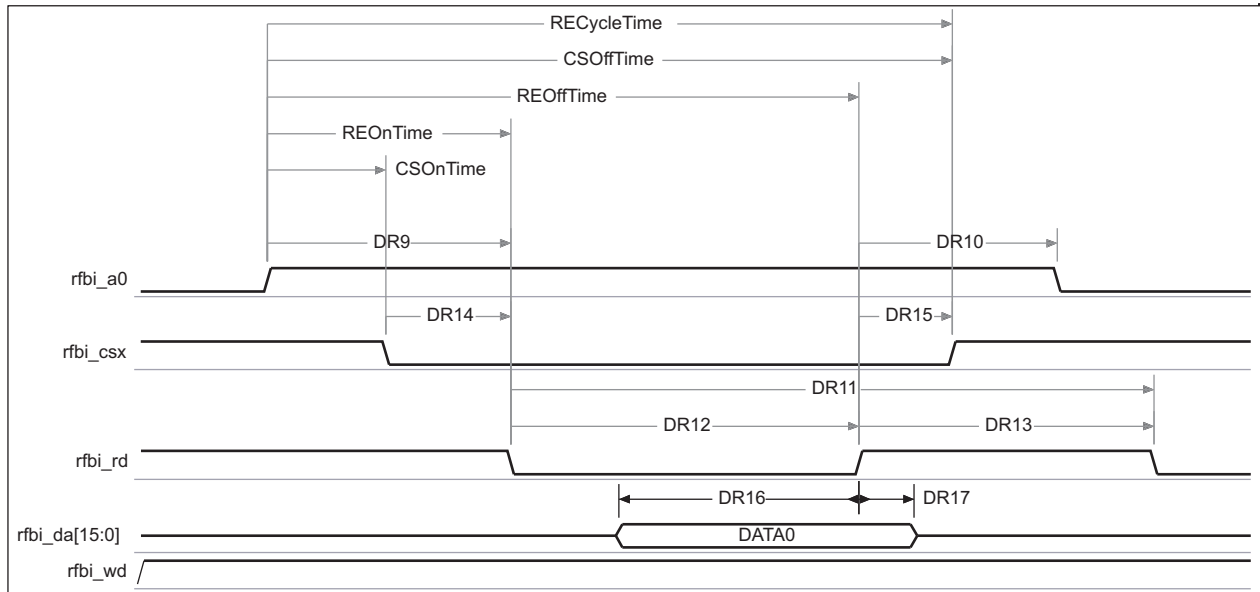 RECycleTime
CSOffTime
REOffTime
REOnTime
CSOnTime
DR9
DR10
rfbi_a0
DR14
DR15
rfbi_csx
DR11
DR12
DR13
rfbi_rd
DR16
DR17
rfbi_da[15:0]
DATA0
rfbi_wd